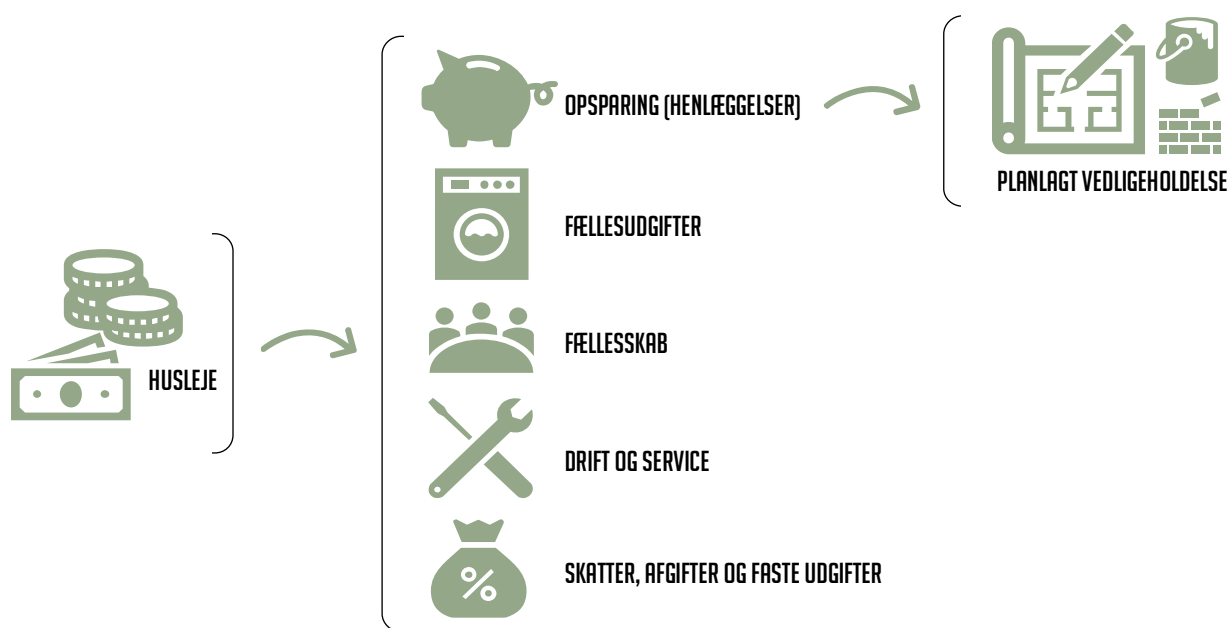 HUSLEJE
OPSPARING (HENLÆGGELSER)
PLANLAGT VEDLIGEHOLDELSE
FÆLLESUDGIFTER
FÆLLESSKAB
DRIFT OG SERVICE
%
SKATTER, AFGIFTER OG FASTE UDGIFTER